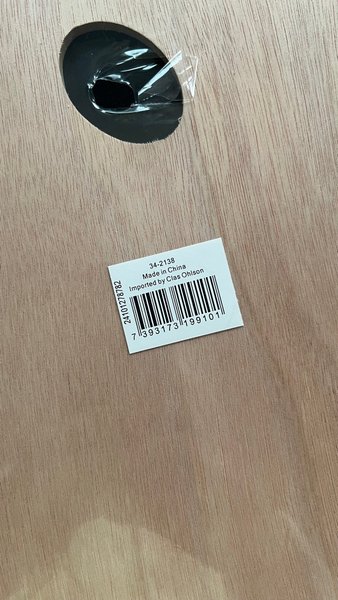 34-2138
Made in China
Imported by Clas Ohlson
24101278782
7 393173 199101